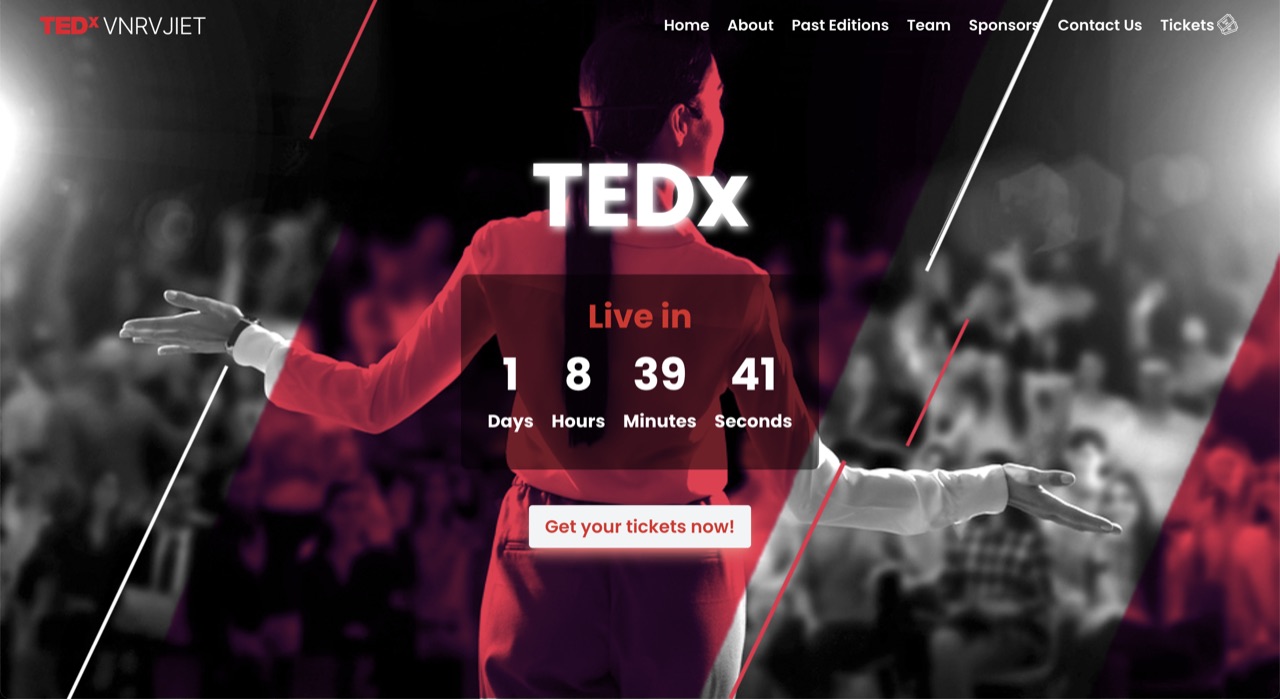 TEDx VNRVJIET
Home About Past Editions Team Sponsors Contact Us Tickets
TEDx
Live in
1 8 39 41
Days Hours Minutes Seconds
Get your tickets now!